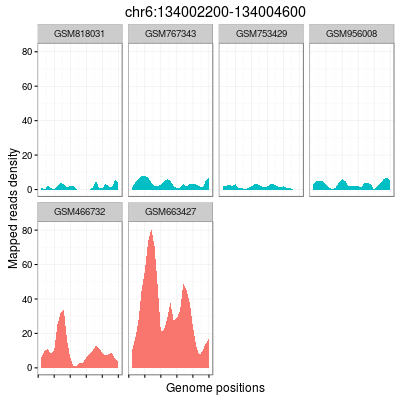 chr6:134002200-134004600
GSM818031 GSM767343 GSM753429 GSM956008
80
60
40
20
0
GSM466732 GSM663427
80
60
40
20
0
Mapped reads density
Genome positions